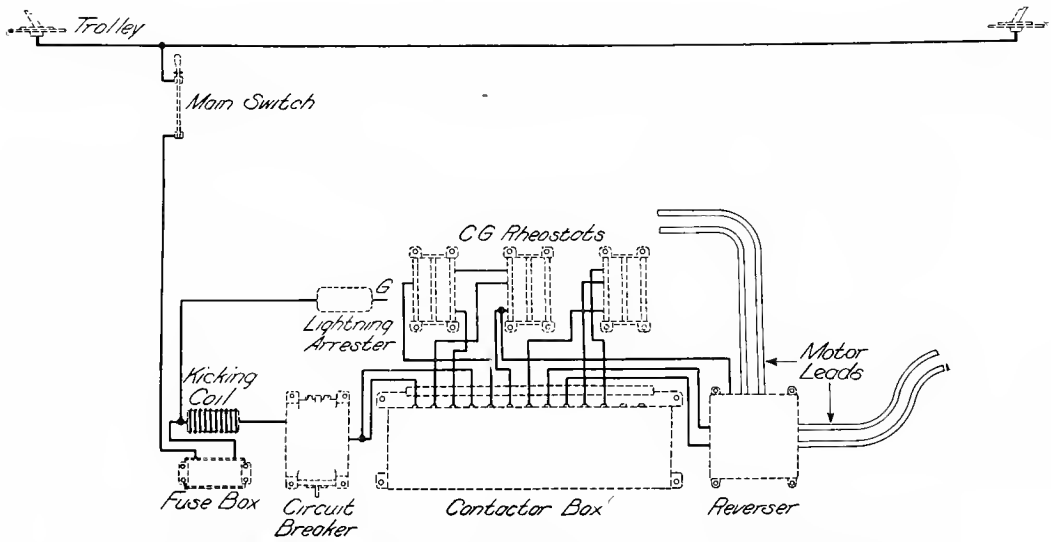 Trolley
Main Switch
CG Rheostats
G
Lightning
Arrester
Motor
Leads
Kicking
Coil
Fuse Box
Circuit
Breaker
Contactor Box
Reverser